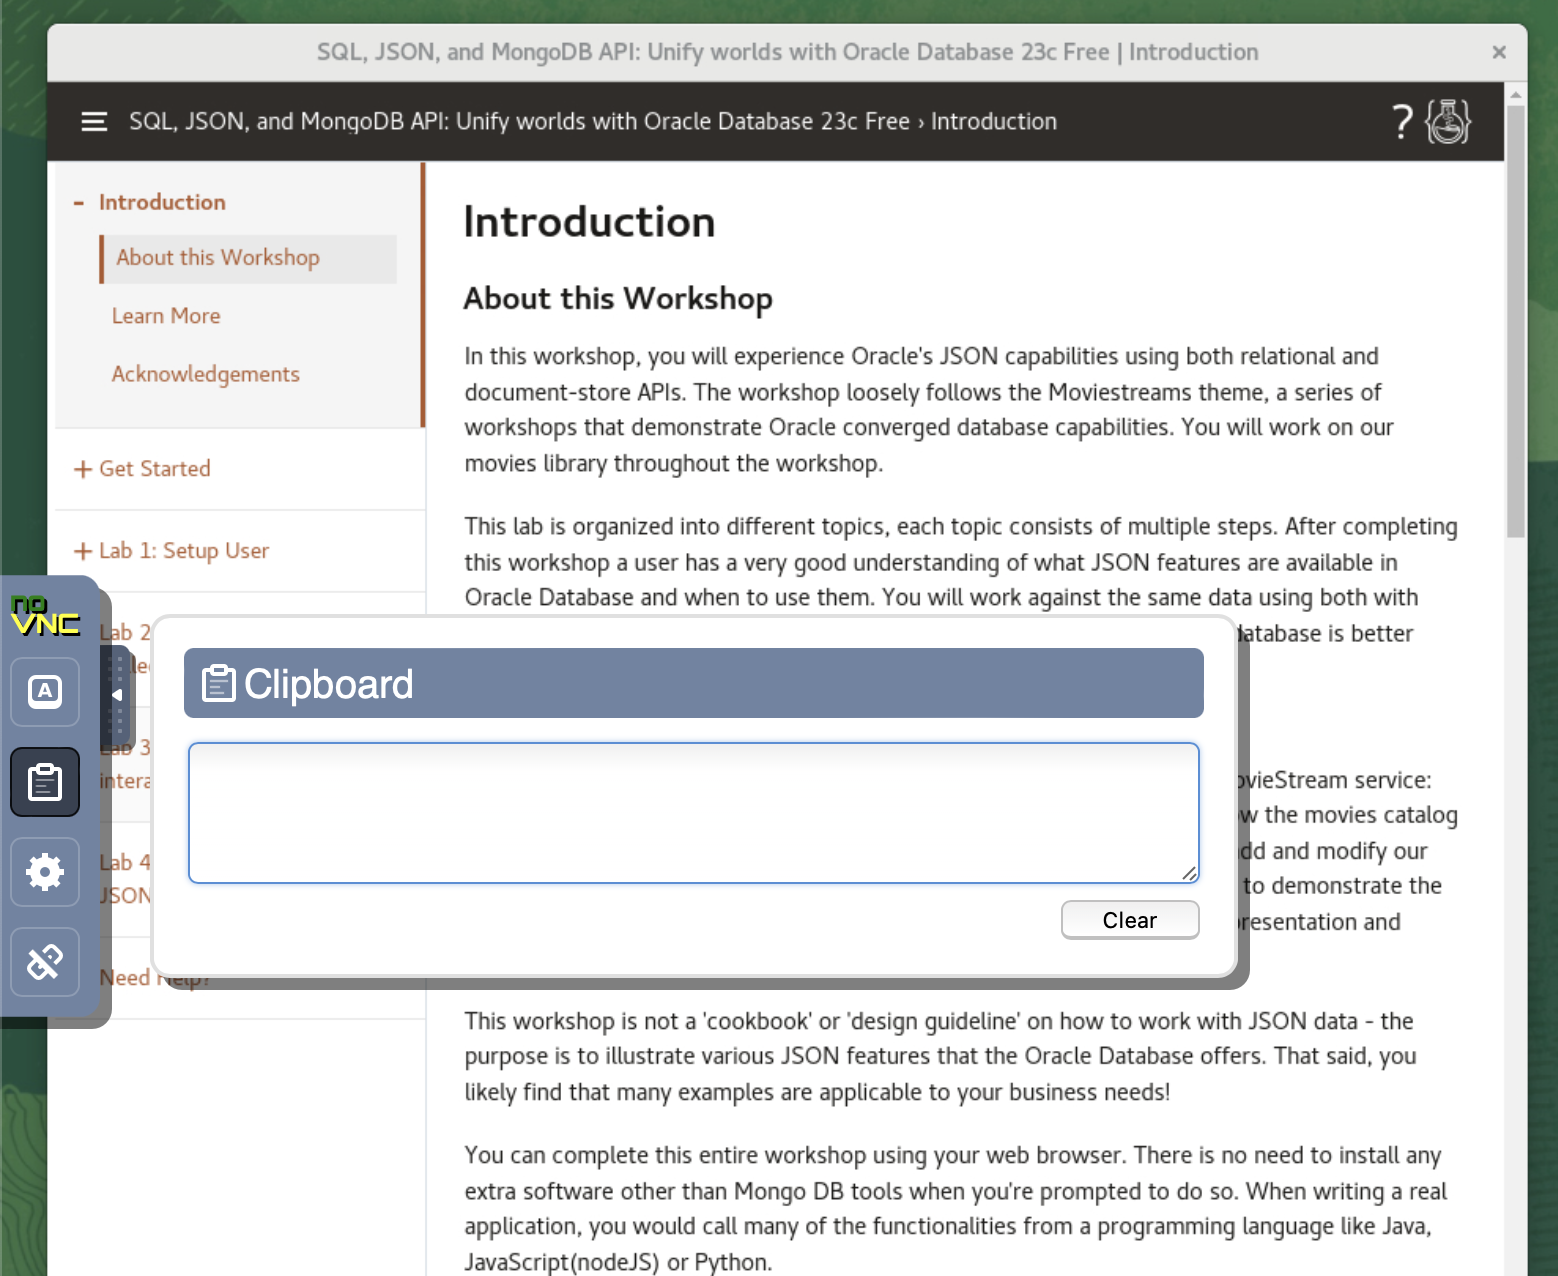 SQL, JSON, and MongoDB API: Unify worlds with Oracle Database 23c Free | Introduction
SQL, JSON, and MongoDB API: Unify worlds with Oracle Database 23c Free › Introduction
?
- Introduction
About this Workshop
Learn More
Acknowledgements
+ Get Started
+ Lab 1: Setup User
Lab 2
Lab 3
Lab 4
JSON
Need Help?
Introduction
About this Workshop
In this workshop, you will experience Oracle's JSON capabilities using both relational and
document-store APIs. The workshop loosely follows the Moviestreams theme, a series of
workshops that demonstrate Oracle converged database capabilities. You will work on our
movies library throughout the workshop.
This lab is organized into different topics, each topic consists of multiple steps. After completing
this workshop a user has a very good understanding of what JSON features are available in
Oracle Database and when to use them. You will work against the same data using both with
database is better
MovieStream service:
the movies catalog
add and modify our
to demonstrate the
and
This workshop is not a 'cookbook' or 'design guideline' on how to work with JSON data - the
purpose is to illustrate various JSON features that the Oracle Database offers. That said, you
likely find that many examples are applicable to your business needs!
You can complete this entire workshop using your web browser. There is no need to install any
extra software other than Mongo DB tools when you're prompted to do so. When writing a real
application, you would call many of the functionalities from a programming language like Java,
JavaScript(nodeJS) or Python.
no
VNC
A
Clipboard
Clear